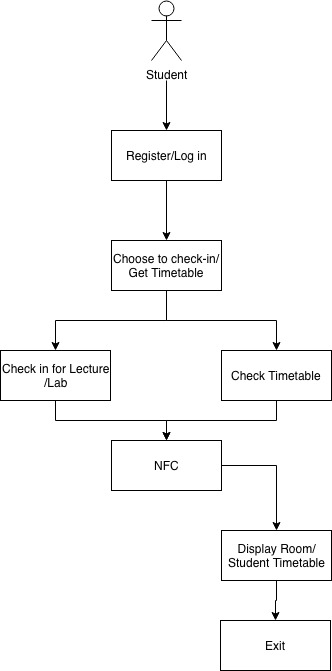 Student
Register/Log in
Choose to check-in/
Get Timetable
Check in for Lecture
/Lab
Check Timetable
NFC
Display Room/
Student Timetable
Exit